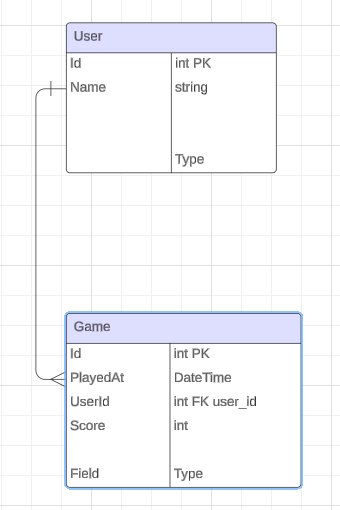 User
Id int PK
Name string
Type
Game
Id int PK
PlayedAt DateTime
UserId int FK user_id
Score int
Field Type